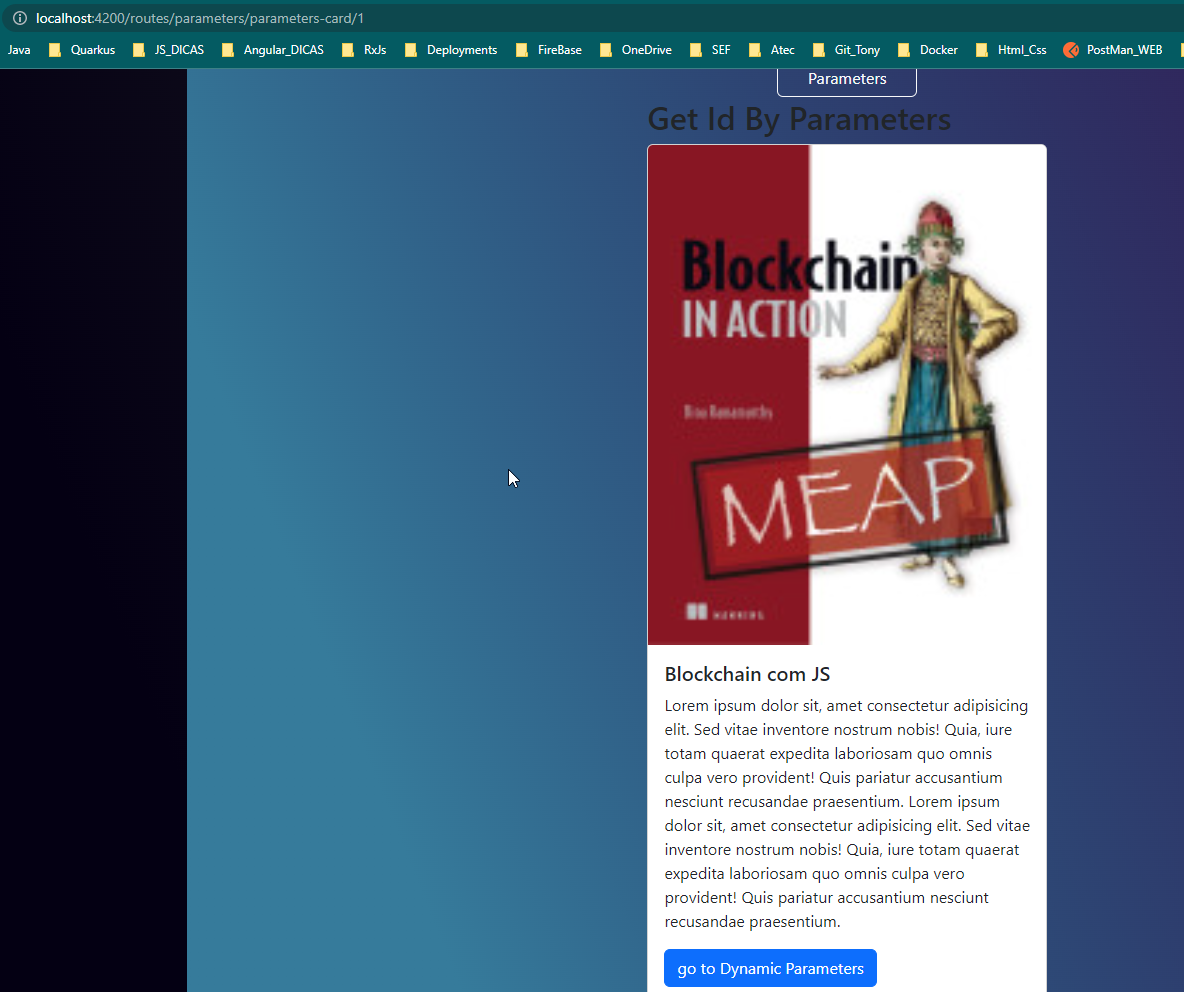 localhost:4200/routes/parameters/parameters-card/1
Java Quarkus JS_DICAS Angular_DICAS RxJs Deployments FireBase OneDrive SEF Atec Git_Tony Docker Html_Css PostMan_WEB
Parameters
Get Id By Parameters
Blockchain
IN ACTION
MEAP
MANNING
Blockchain com JS
Lorem ipsum dolor sit, amet consectetur adipisicing
elit. Sed vitae inventore nostrum nobis! Quia, iure
totam quaerat expedita laboriosam quo omnis
culpa vero provident! Quis pariatur accusantium
nesciunt recusandae praesentium. Lorem ipsum
dolor sit, amet consectetur adipisicing elit. Sed vitae
inventore nostrum nobis! Quia, iure totam quaerat
expedita laboriosam quo omnis culpa vero
provident! Quis pariatur accusantium nesciunt
recusandae praesentium.
go to Dynamic Parameters